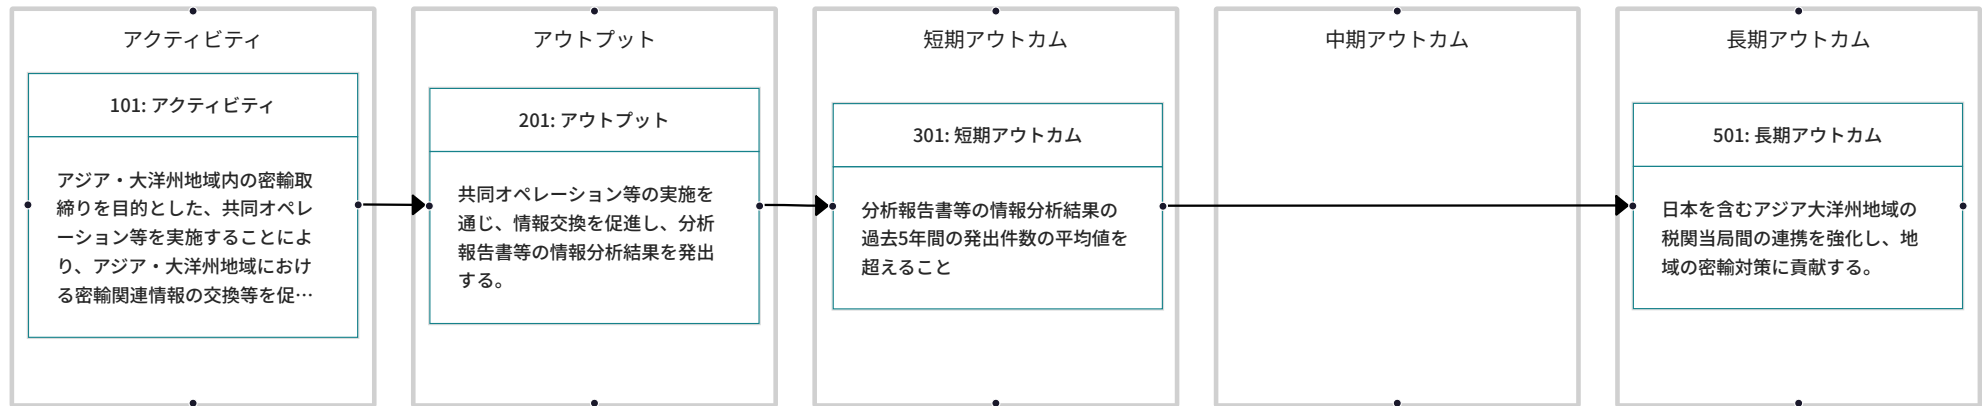 アクティビティ
101: アクティビティ
アジア・大洋州地域内の密輸取
締りを目的とした、共同オペレ
ーション等を実施することによ
り、アジア・大洋州地域におけ
る密輸関連情報の交換等を促…
アウトプット
201: アウトプット
共同オペレーション等の実施を
通じ、情報交換を促進し、分析
報告書等の情報分析結果を発出
する。
短期アウトカム
301: 短期アウトカム
分析報告書等の情報分析結果の
過去5年間の発出件数の平均値を
超えること
中期アウトカム
長期アウトカム
501: 長期アウトカム
日本を含むアジア大洋州地域の
税関当局間の連携を強化し、地
域の密輸対策に貢献する。